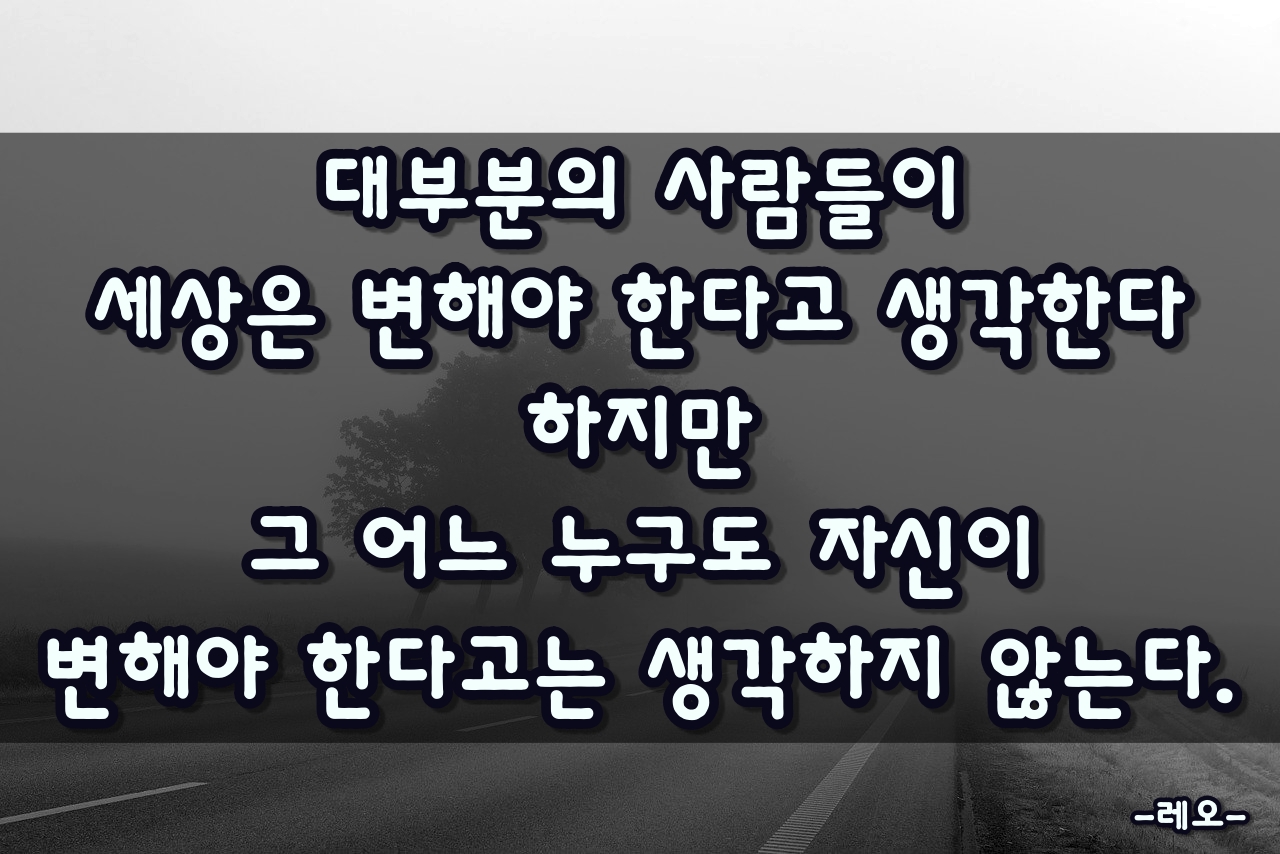 대부분의 사람들이
세상은 변해야 한다고 생각한다
하지만
그 어느 누구도 자신이
변해야 한다고는 생각하지 않는다.
-레오-